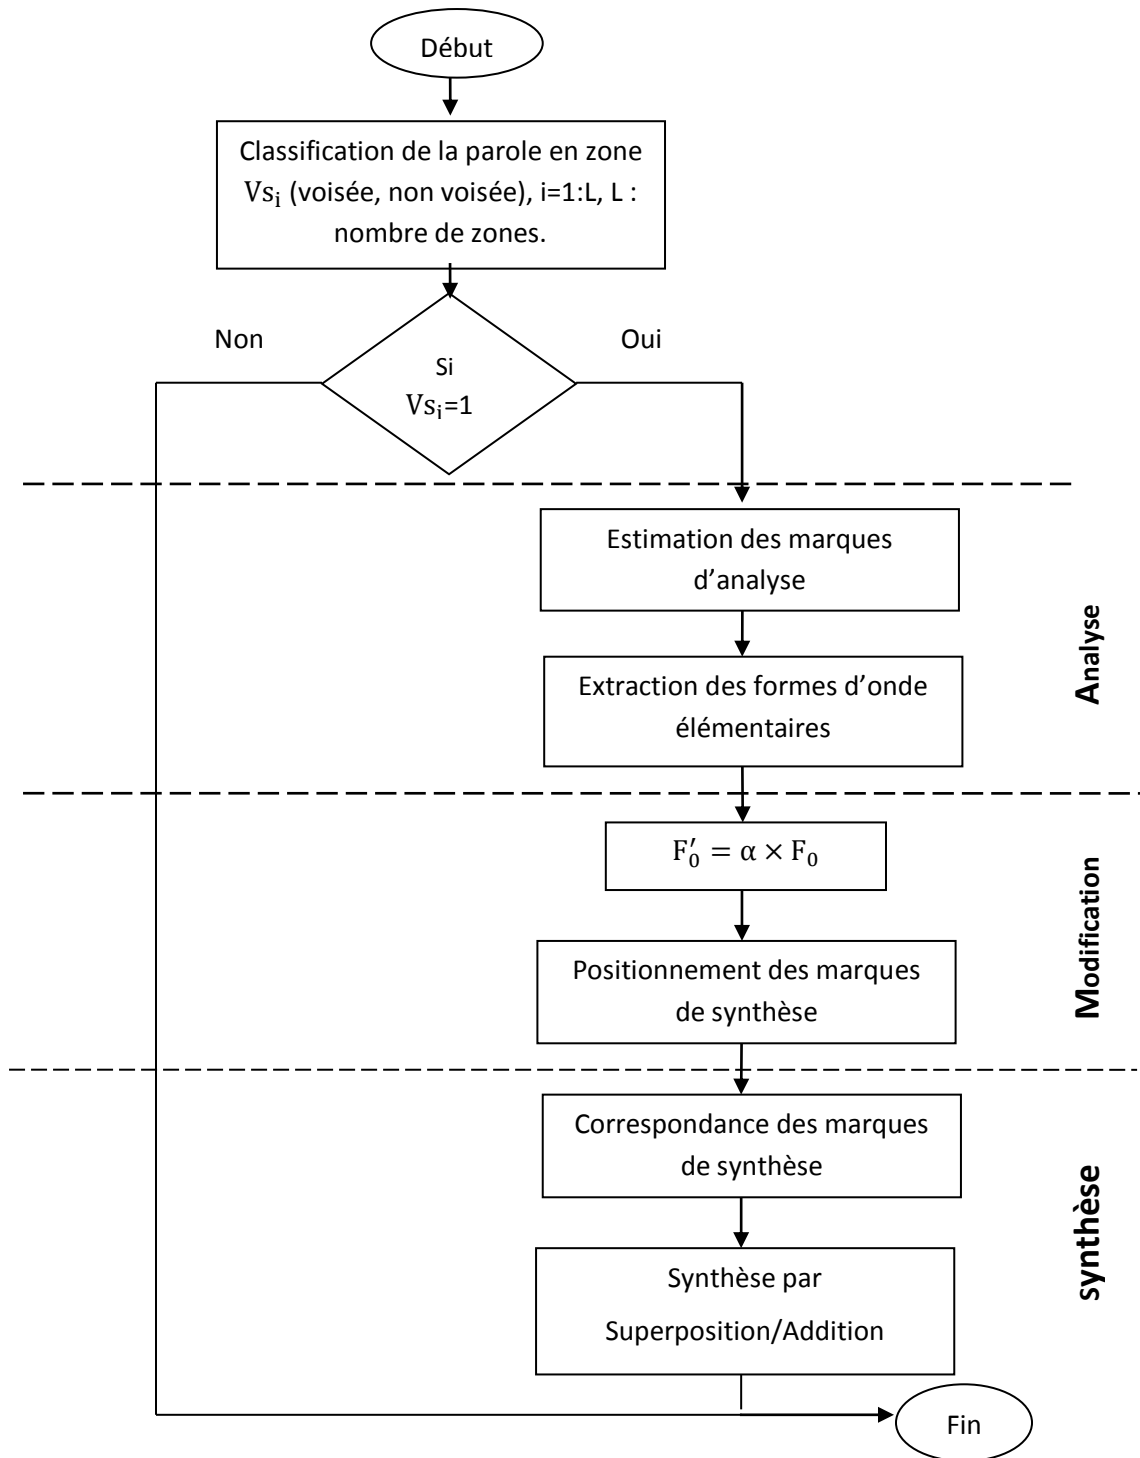 Début
Classification de la parole en zone
Vsᵢ (voisée, non voisée), i=1:L, L :
nombre de zones.
Non
Oui
Si
Vsᵢ=1
Estimation des marques
d’analyse
Extraction des formes d’onde
élémentaires
Analyse
F₀′ = α × F₀
Positionnement des marques
de synthèse
Modification
Correspondance des marques
de synthèse
Synthèse par
Superposition/Addition
synthèse
Fin